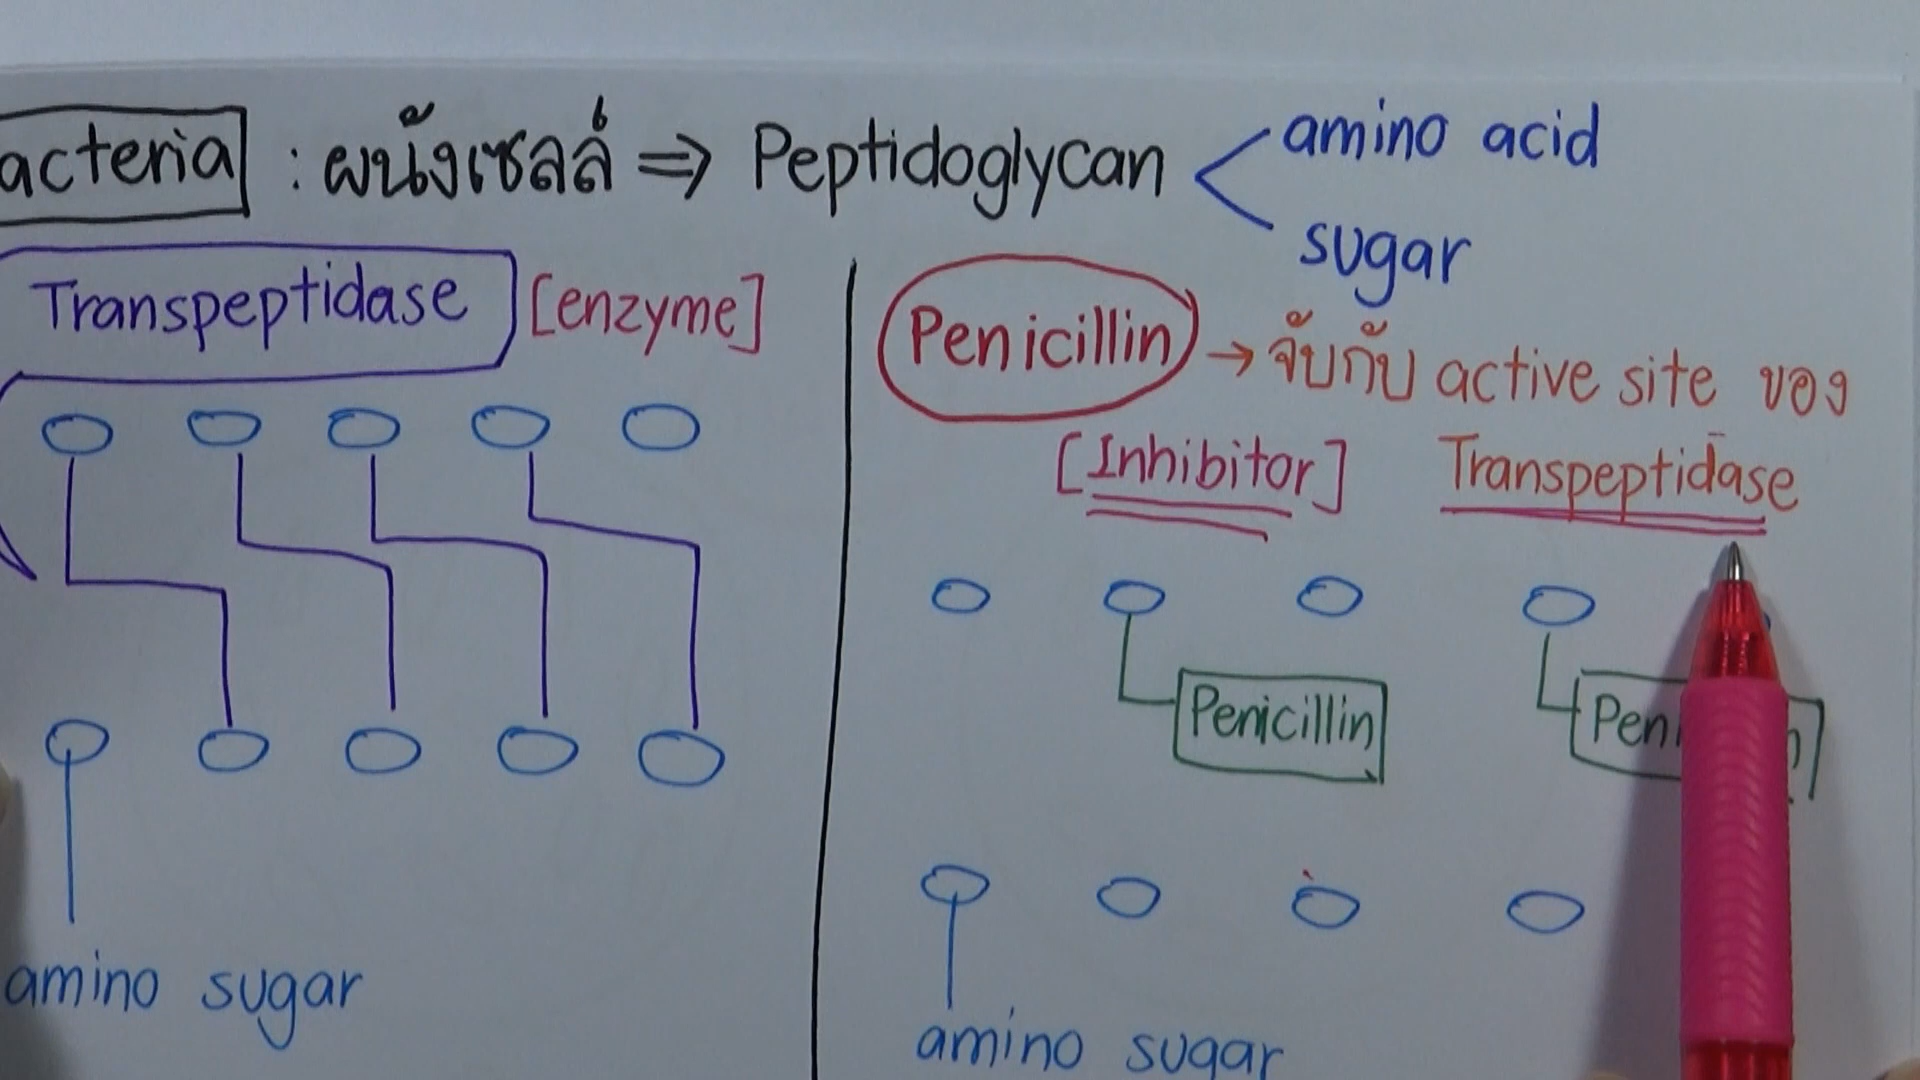 acteria : ผนังเซลล์ ⇒ Peptidoglycan
amino acid
sugar
Transpeptidase [enzyme]
Penicillin → จับกับ active site ของ
[Inhibitor] Transpeptidase
Penicillin
Pen
amino sugar
amino sugar